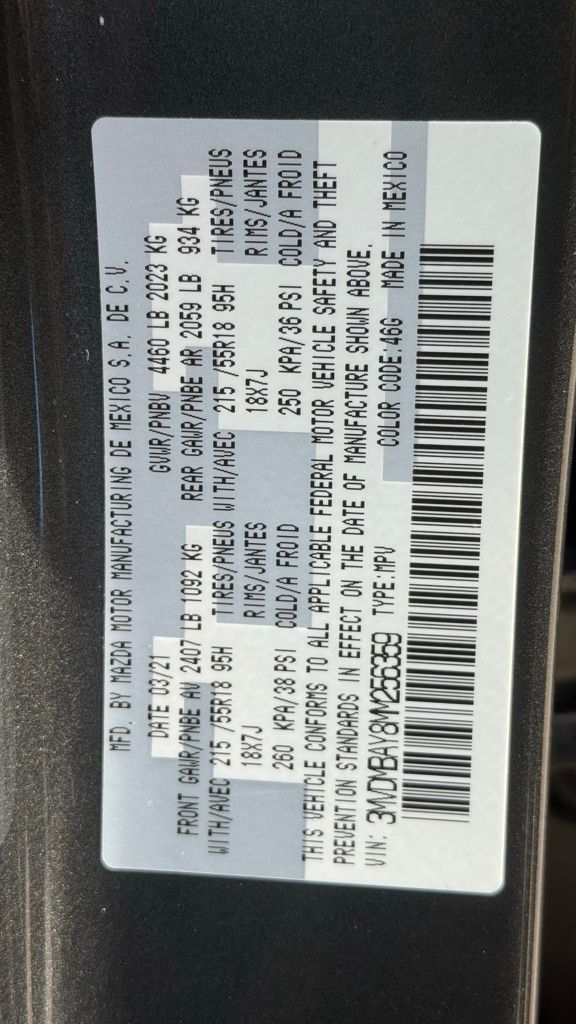 MFD. BY MAZDA MOTOR MANUFACTURING DE MEXICO S.A. DE C.V.
DATE 03/21 GVWR/PNBV 4460 LB 2023 KG
FRONT GAWR/PNBE AV 2407 LB 1092 KG REAR GAWR/PNBE AR 2059 LB 934 KG
WITH/AVEC 215 /55R18 95H TIRES/PNEUS WITH/AVEC 215 /55R18 95H TIRES/PNEUS
18X7J RIMS/JANTES 18X7J RIMS/JANTES
260 KPA/38 PSI COLD/A FROID 250 KPA/36 PSI COLD/A FROID
THIS VEHICLE CONFORMS TO ALL APPLICABLE FEDERAL MOTOR VEHICLE SAFETY AND THEFT
PREVENTION STANDARDS IN EFFECT ON THE DATE OF MANUFACTURE SHOWN ABOVE.
VIN: 3MVDMBAY8MM256359 TYPE:MPV COLOR CODE:46G MADE IN MEXICO